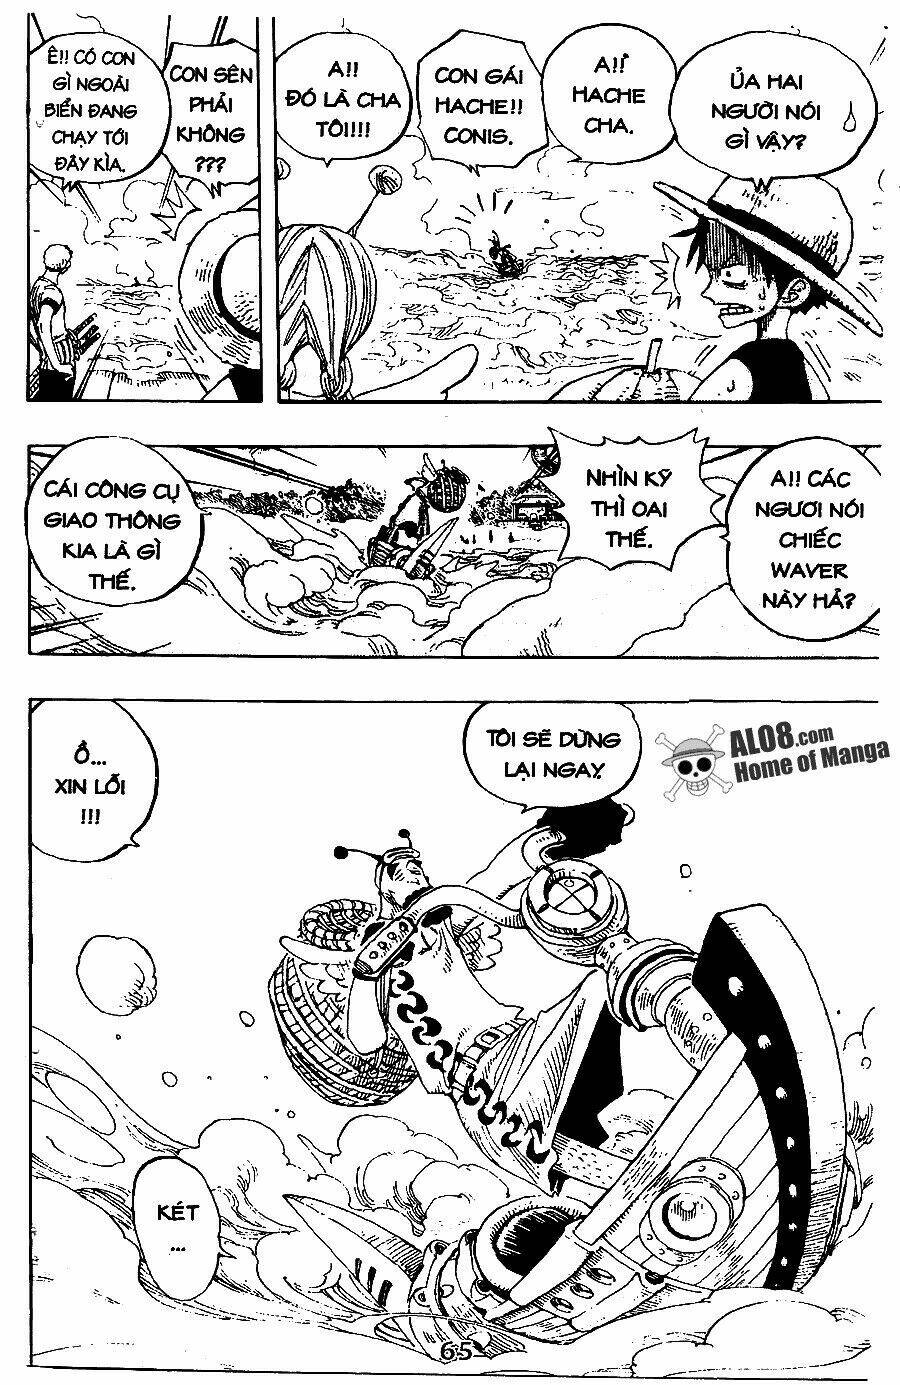 Ê!! CÓ CON
GÌ NGOÀI
BIỂN ĐANG
CHẠY TỚI
ĐÂY KÌA.
CON SÊN
PHẢI
KHÔNG
???
A!!
ĐÓ LÀ CHA
TÔI!!!!
CON GÁI
HACHE!!
CONIS.
A!!
HACHE
CHA.
ỦA HAI
NGƯỜI NÓI
GÌ VẬY?
CÁI CÔNG CỤ
GIAO THÔNG
KIA LÀ GÌ
THẾ.
NHÌN KỸ
THÌ OAI
THẾ.
A!! CÁC
NGƯƠI NÓI
CHIẾC
WAVER
NÀY HẢ?
Ồ...
XIN LỖI
!!!
TÔI SẼ DỪNG
LẠI NGAY.
AL08.com
Home of Manga
KÉT
...
65